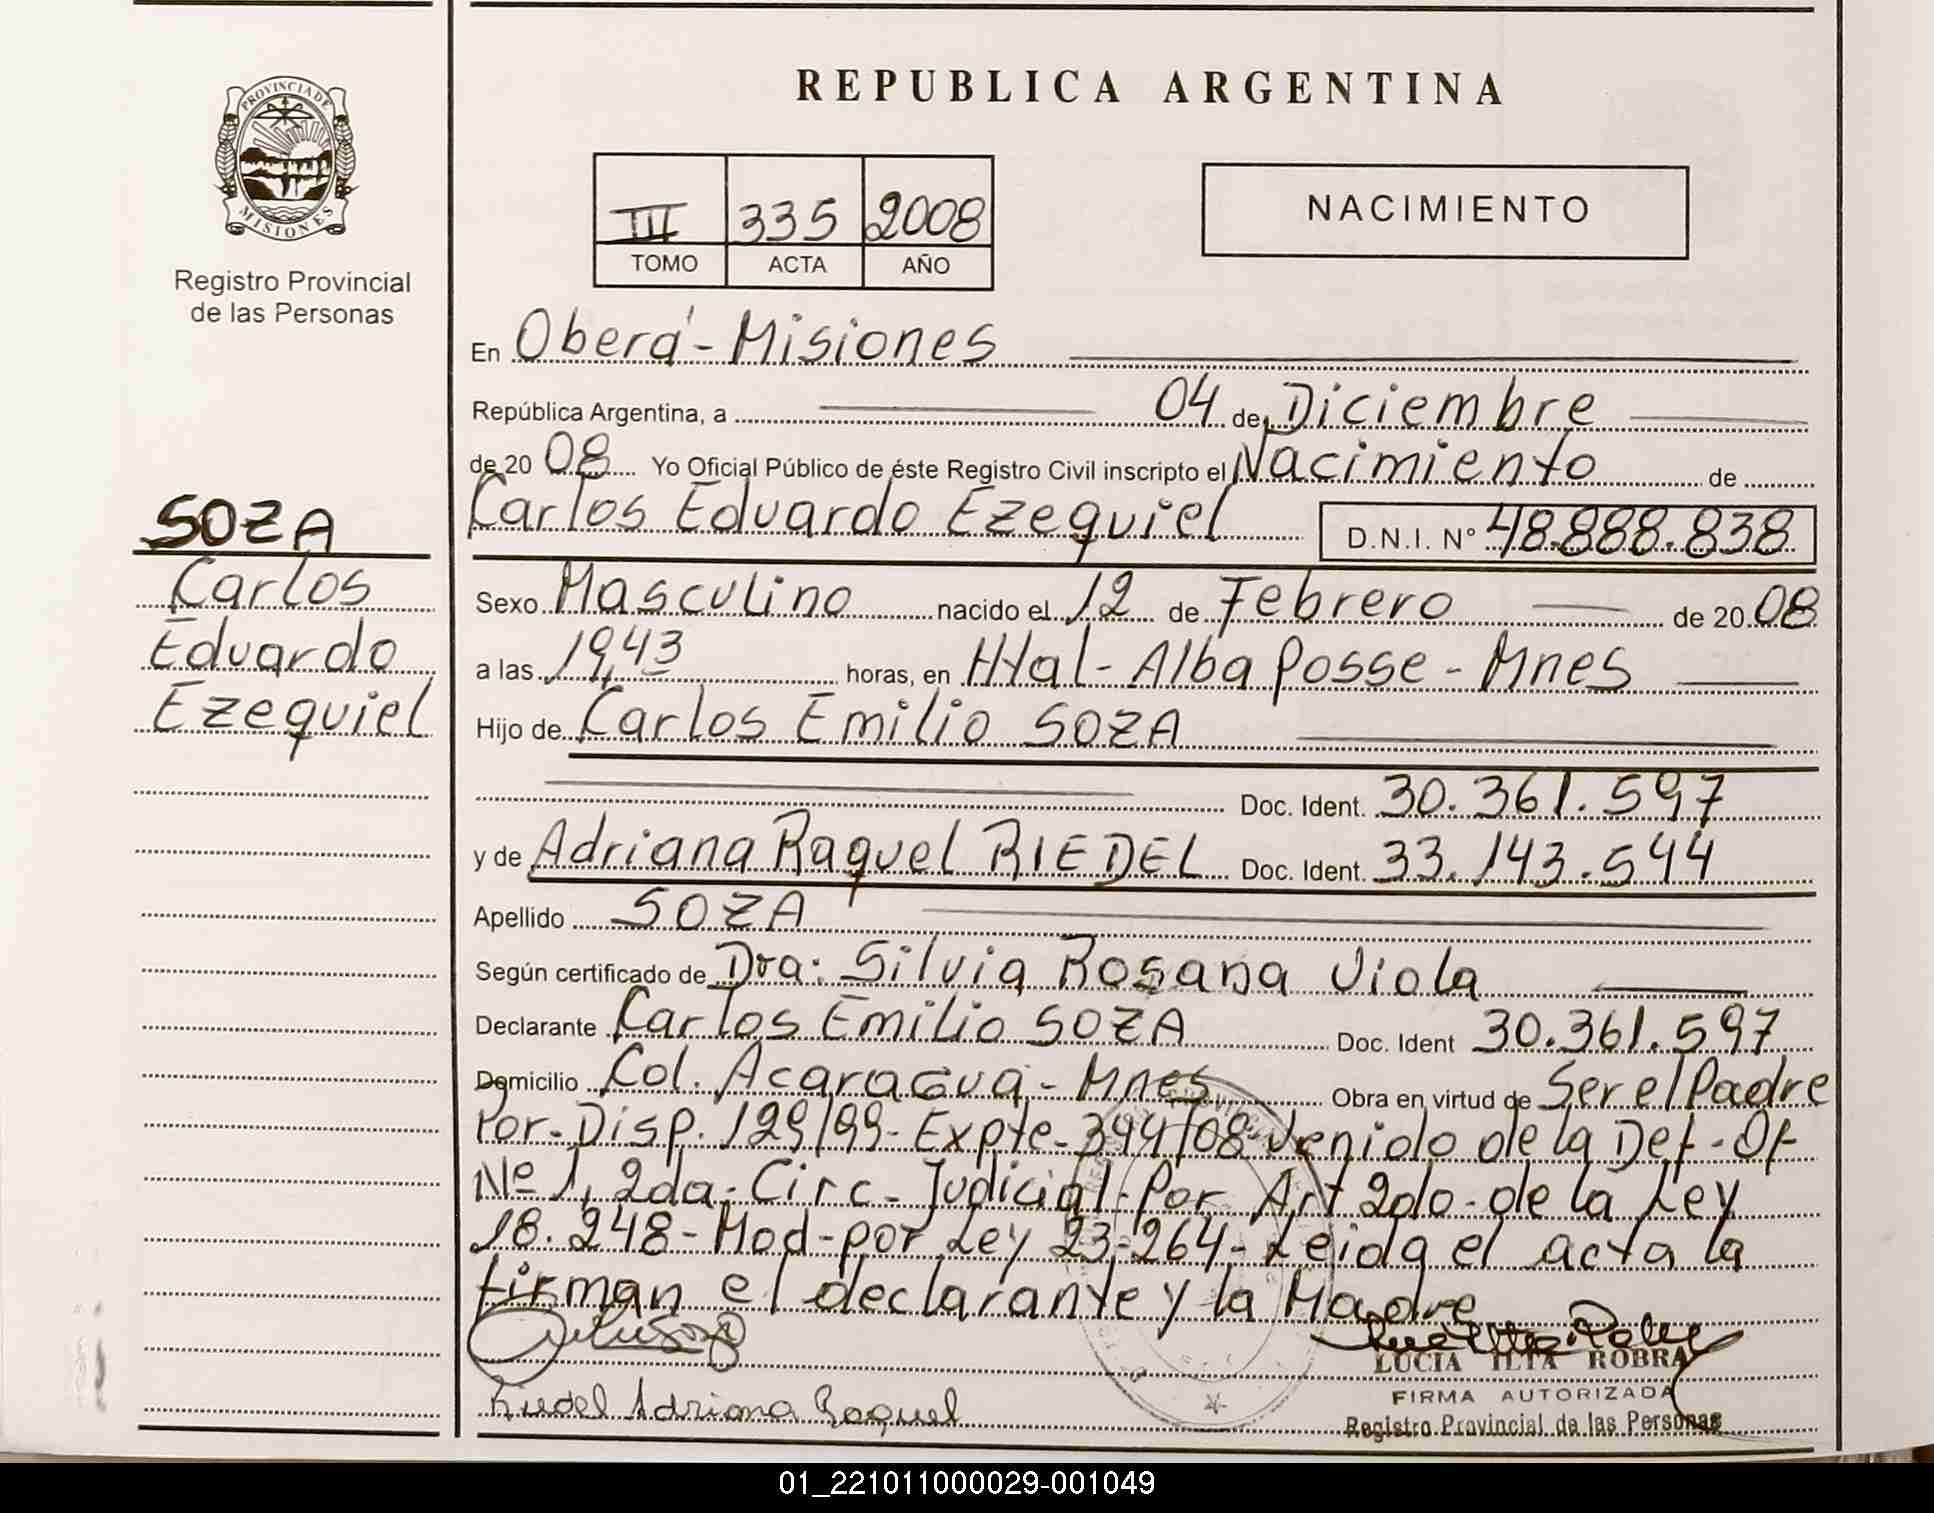 REPUBLICA ARGENTINA
PROVINCIA DE
MISIONES
Registro Provincial
de las Personas
III 335 2008
TOMO ACTA AÑO
NACIMIENTO
En Oberá - Misiones
República Argentina, a 04 de Diciembre
de 20 08 Yo Oficial Público de éste Registro Civil inscripto el Nacimiento de
Carlos Eduardo Ezequiel D.N.I. N° 48.888.838
SOZA
Carlos
Eduardo
Ezequiel
Sexo Masculino nacido el 12 de Febrero de 20 08
a las 19,43 horas, en Htal - Alba Posse - Mnes
Hijo de Carlos Emilio SOZA
Doc. Ident. 30.361.597
y de Adriana Raquel RIEDEL Doc. Ident. 33.143.544
Apellido SOZA
Según certificado de Dra: Silvia Rosana Viola
Declarante Carlos Emilio SOZA Doc. Ident 30.361.597
Domicilio Col. Acaragua - Mnes Obra en virtud de Ser el Padre
Por - Disp. 129/99 - Expte - 394/08 - Venido de la Def - Of
Nº 1, 2da - Circ - Judicial - Por Art 2do - de la Ley
18.248 - Mod - por Ley 23-264 - Leida el acta la
firman el declarante y la Madre
LUCIA ILTA ROBRA
FIRMA AUTORIZADA
Riedel Adriana Raquel
Registro Provincial de las Personas
01_221011000029-001049